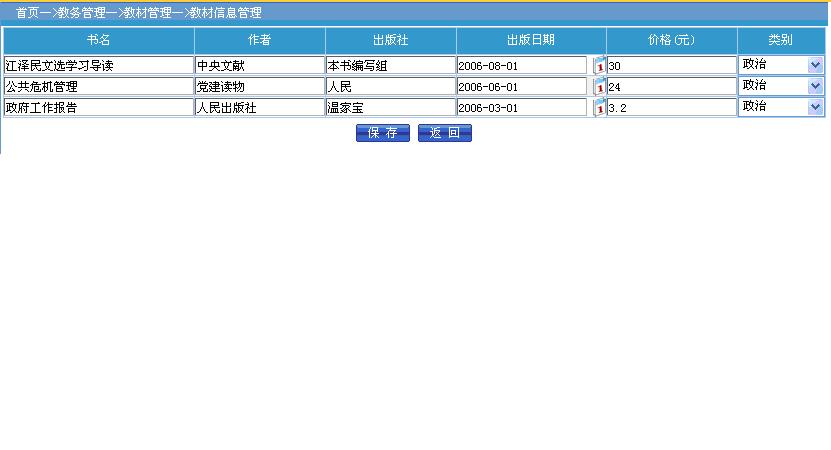 首页—>教务管理—>教材管理—>教材信息管理
书名 作者 出版社 出版日期 价格(元) 类别
江泽民文选学习导读 中央文献 本书编写组 2006-08-01 1 30 政治
公共危机管理 党建读物 人民 2006-06-01 1 24 政治
政府工作报告 人民出版社 温家宝 2006-03-01 1 3.2 政治
保 存 返 回